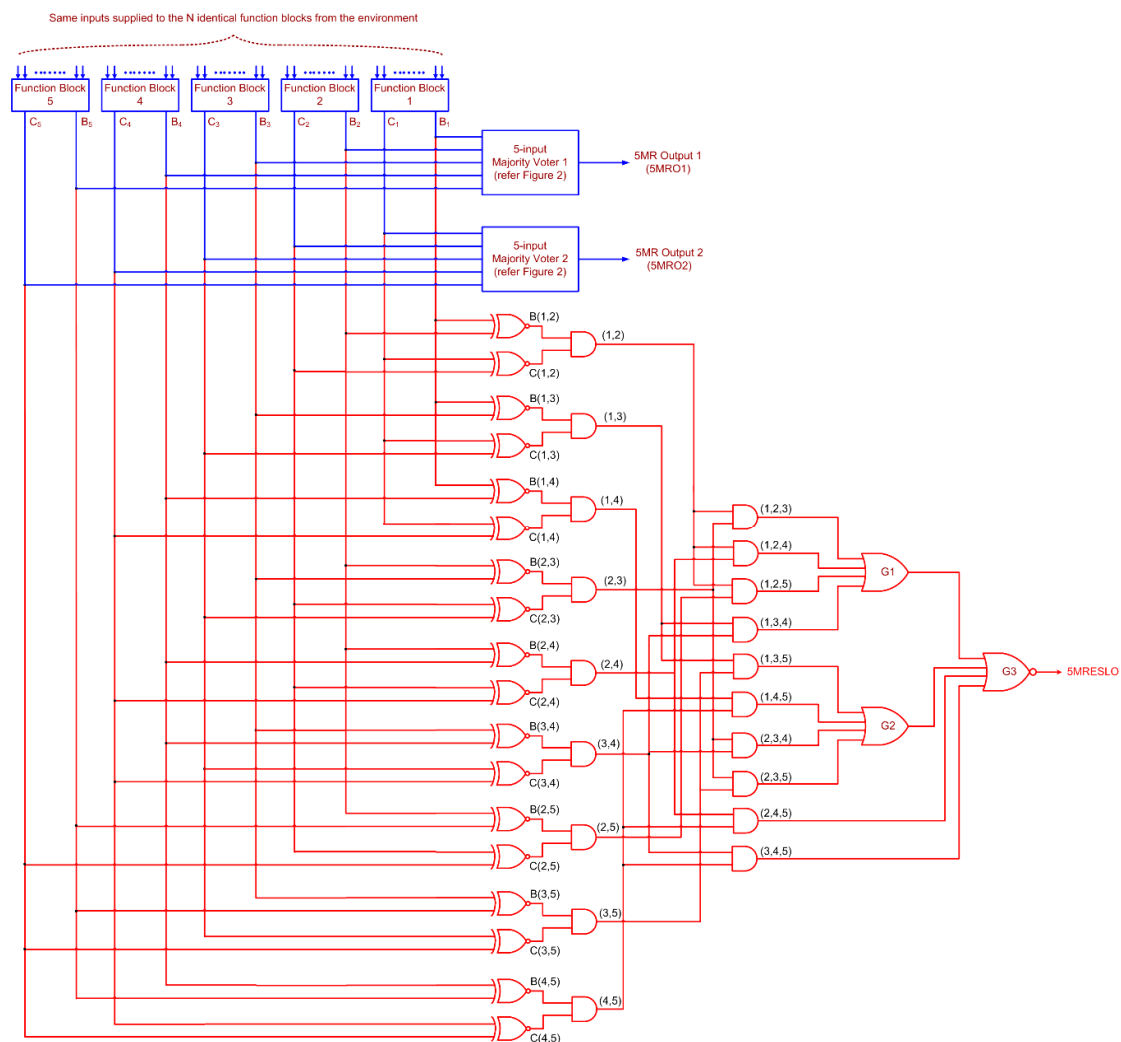 Same inputs supplied to the N identical function blocks from the environment
Function Block
5
Function Block
4
Function Block
3
Function Block
2
Function Block
1
C5
B5
C4
B4
C3
B3
C2
B2
C1
B1
5-input
Majority Voter 1
(refer Figure 2)
5MR Output 1
(5MRO1)
5-input
Majority Voter 2
(refer Figure 2)
5MR Output 2
(5MRO2)
B(1,2)
(1,2)
C(1,2)
B(1,3)
(1,3)
C(1,3)
B(1,4)
(1,4)
C(1,4)
B(2,3)
(2,3)
C(2,3)
B(2,4)
(2,4)
C(2,4)
B(3,4)
(3,4)
C(3,4)
B(2,5)
(2,5)
C(2,5)
B(3,5)
(3,5)
C(3,5)
B(4,5)
(4,5)
C(4,5)
(1,2,3)
(1,2,4)
(1,2,5)
(1,3,4)
(1,3,5)
(1,4,5)
(2,3,4)
(2,3,5)
(2,4,5)
(3,4,5)
G1
G2
G3
5MRESLO